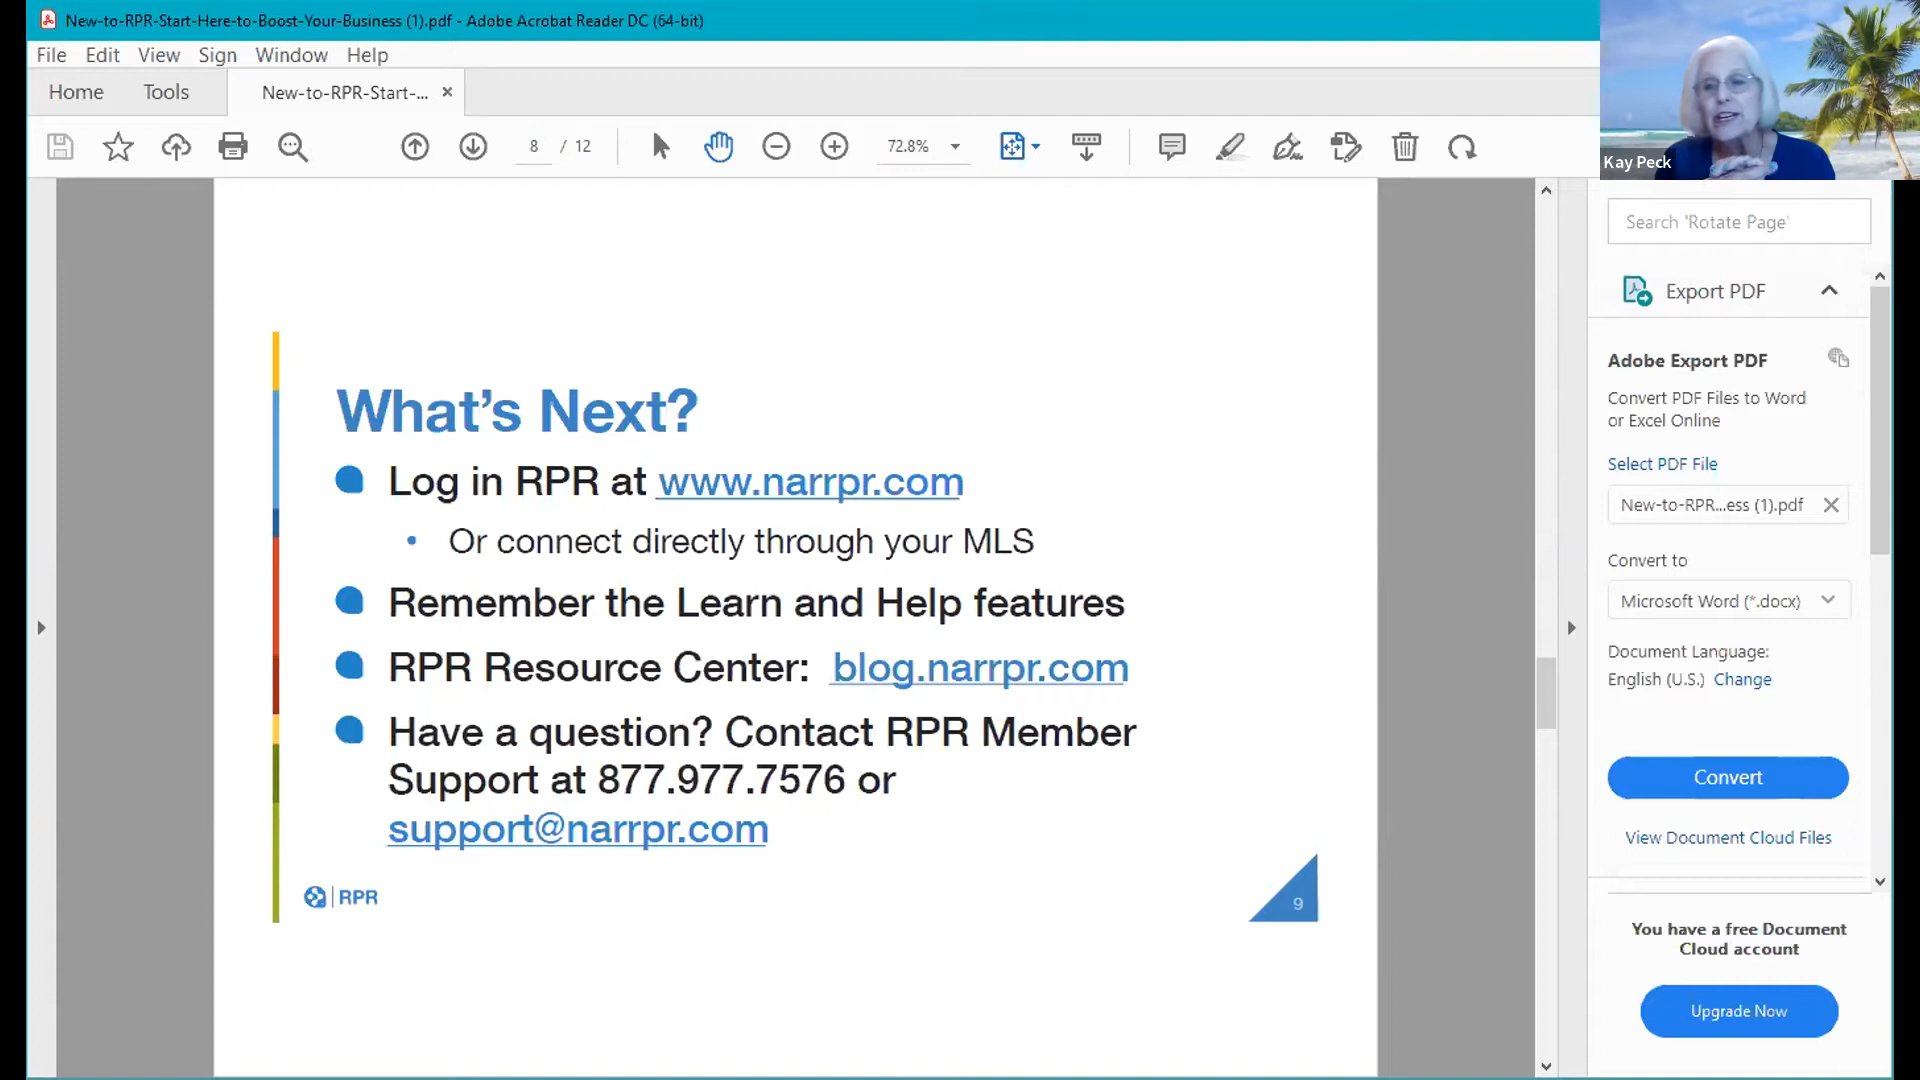 New-to-RPR-Start-Here-to-Boost-Your-Business (1).pdf - Adobe Acrobat Reader DC (64-bit)
File Edit View Sign Window Help
Home Tools New-to-RPR-Start-... ×
8 / 12 72.8%
Kay Peck
Search 'Rotate Page'
Export PDF
Adobe Export PDF
Convert PDF Files to Word
or Excel Online
Select PDF File
New-to-RPR...ess (1).pdf
Convert to
Microsoft Word (*.docx)
Document Language:
English (U.S.) Change
Convert
View Document Cloud Files
You have a free Document
Cloud account
Upgrade Now
What's Next?
Log in RPR at www.narrpr.com
• Or connect directly through your MLS
Remember the Learn and Help features
RPR Resource Center: blog.narrpr.com
Have a question? Contact RPR Member
Support at 877.977.7576 or
support@narrpr.com
RPR
9